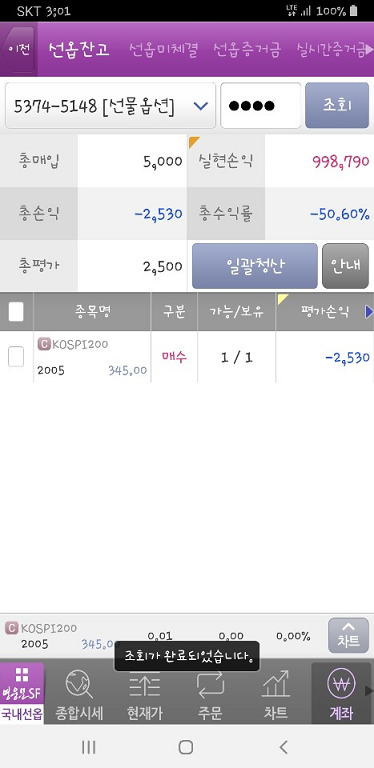 SKT 3:01 LTE 100%
이전 선옵잔고 선옵미체결 선옵증거금 실시간증거금
5374-5148 [선물옵션] ●●●● 조회
총매입 5,000 실현손익 998,790
총손익 -2,530 총수익률 -50.60%
총평가 2,500 일괄청산 안내
종목명 구분 가능/보유 평가손익
C KOSPI200
2005 345.00 매수 1 / 1 -2,530
C KOSPI200
2005 345.00 0.01 0.00 0.00% 차트
조회가 완료되었습니다.
영웅문SF
국내선옵 종합시세 현재가 주문 차트 계좌